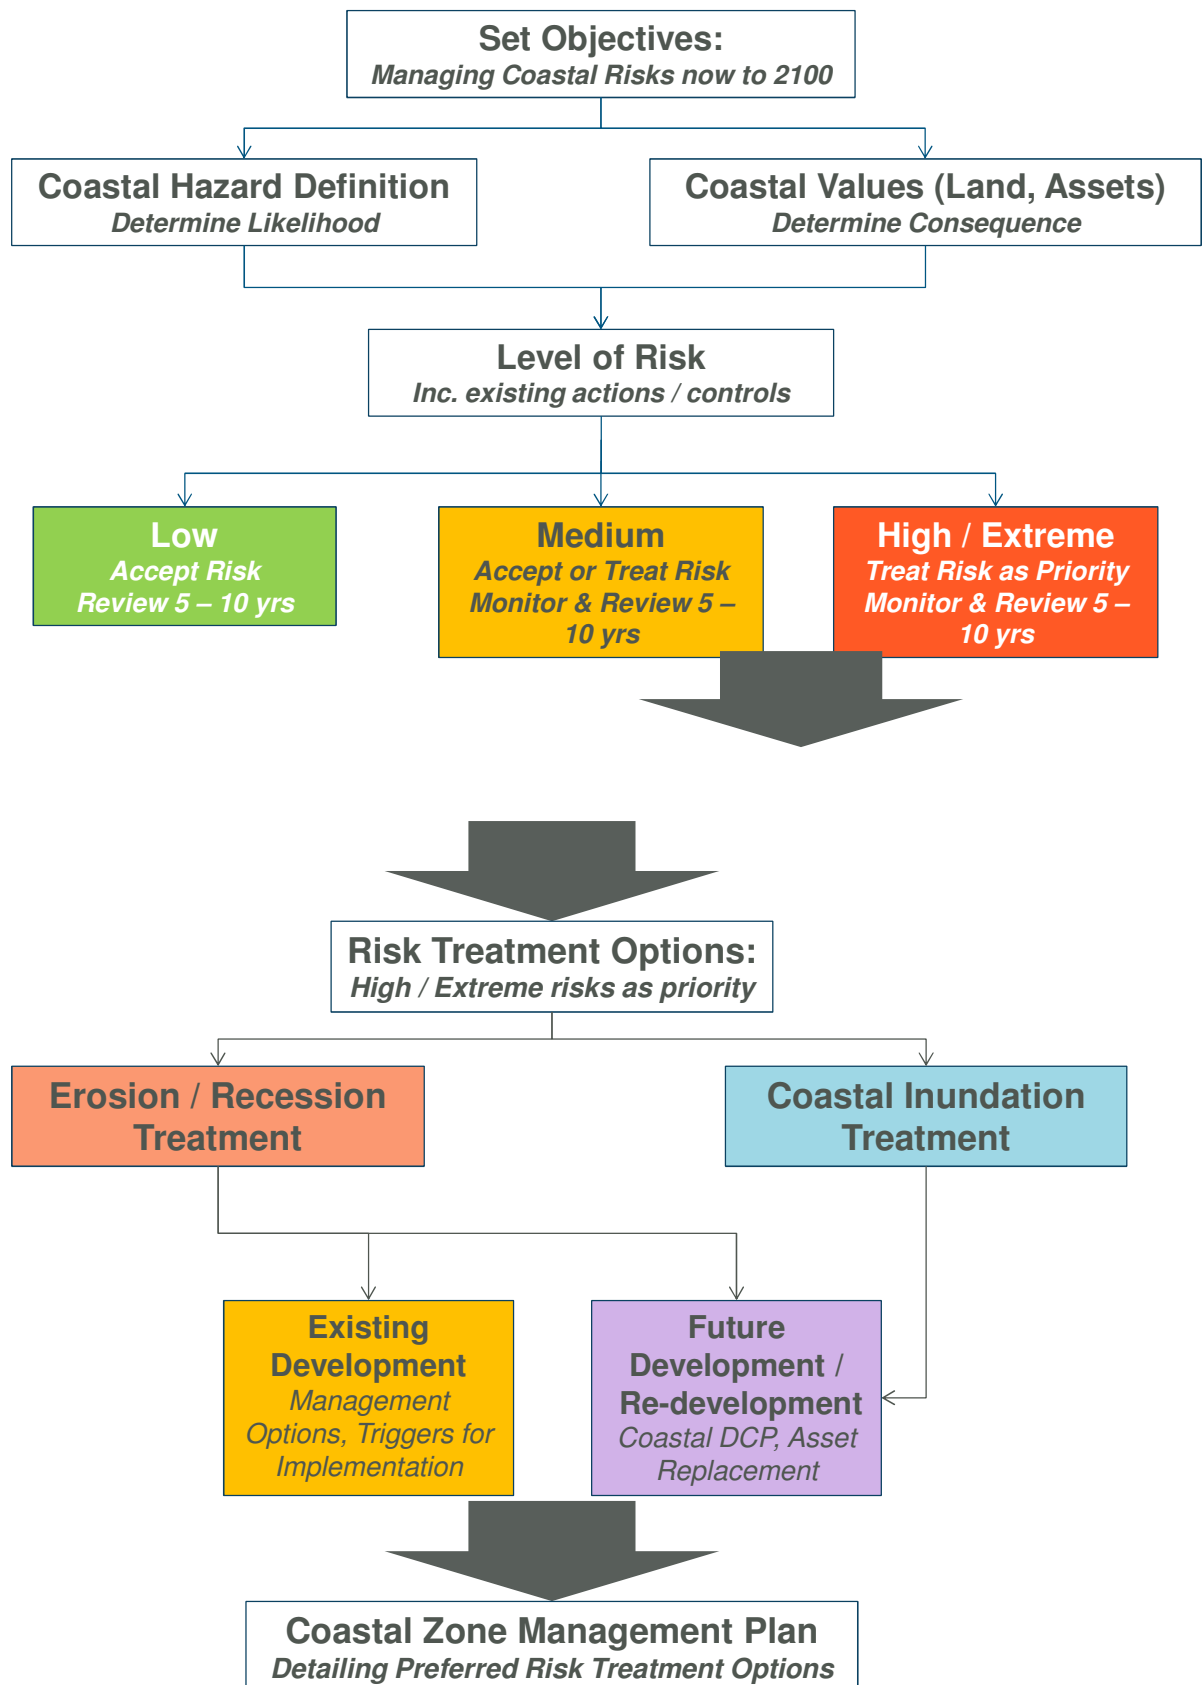 Set Objectives:
Managing Coastal Risks now to 2100
Coastal Hazard Definition
Determine Likelihood
Coastal Values (Land, Assets)
Determine Consequence
Level of Risk
Inc. existing actions / controls
Low
Accept Risk
Review 5 – 10 yrs
Medium
Accept or Treat Risk
Monitor & Review 5 –
10 yrs
High / Extreme
Treat Risk as Priority
Monitor & Review 5 –
10 yrs
Risk Treatment Options:
High / Extreme risks as priority
Erosion / Recession
Treatment
Coastal Inundation
Treatment
Existing
Development
Management
Options, Triggers for
Implementation
Future
Development /
Re-development
Coastal DCP, Asset
Replacement
Coastal Zone Management Plan
Detailing Preferred Risk Treatment Options